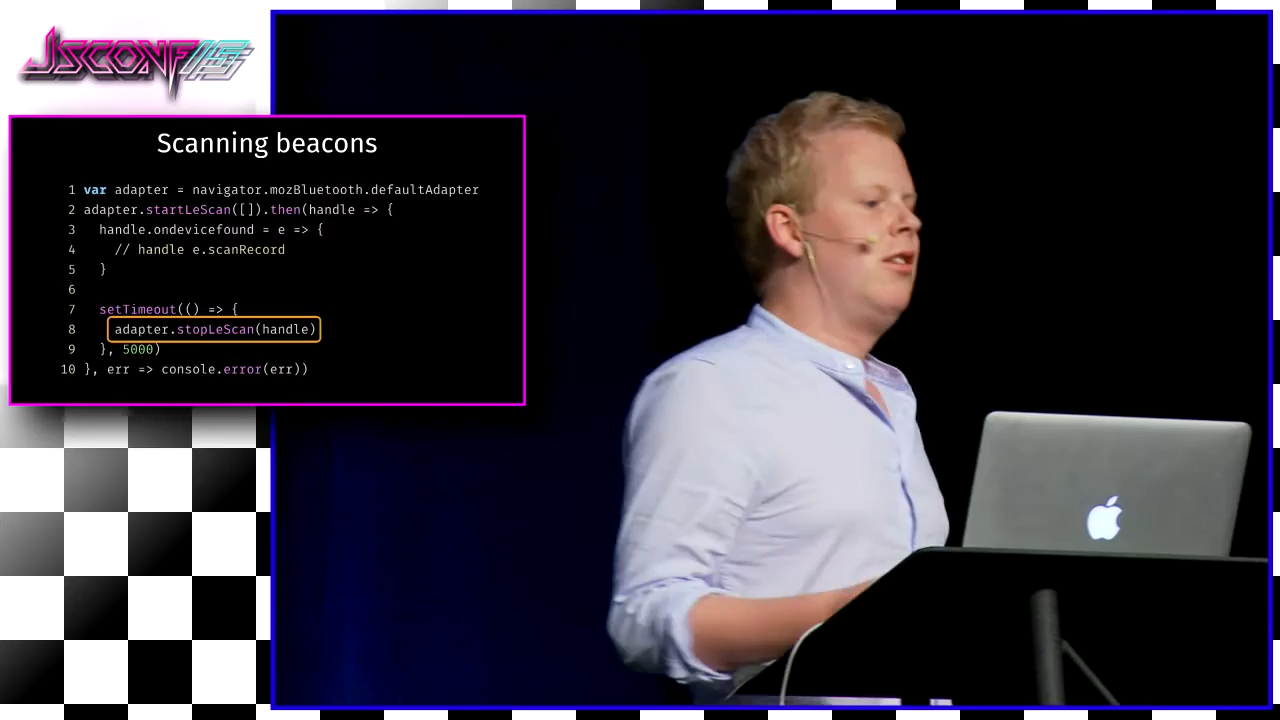 JSCONF15
Scanning beacons
1 var adapter = navigator.mozBluetooth.defaultAdapter
2 adapter.startLeScan([]).then(handle => {
3   handle.ondevicefound = e => {
4     // handle e.scanRecord
5   }
6
7   setTimeout(() => {
8     adapter.stopLeScan(handle)
9   }, 5000)
10 }, err => console.error(err))